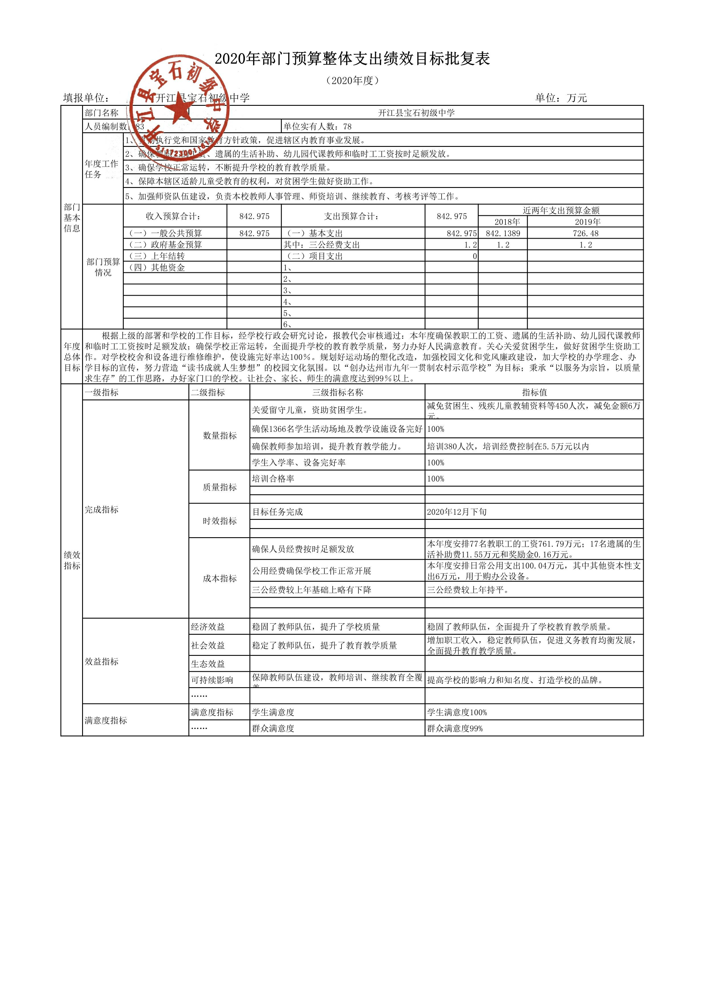 2020年部门预算整体支出绩效目标批复表
（2020年度）
填报单位： 开江县宝石初级中学 单位：万元
部门名称 开江县宝石初级中学
人员编制数：83 单位实有人数：78
部门基本信息
年度工作任务
1、贯彻执行党和国家教育方针政策，促进辖区内教育事业发展。
2、确保教职工的工资、遗属的生活补助、幼儿园代课教师和临时工工资按时足额发放。
3、确保学校正常运转，不断提升学校的教育教学质量。
4、保障本辖区适龄儿童受教育的权利，对贫困学生做好资助工作。
5、加强师资队伍建设，负责本校教师人事管理、师资培训、继续教育、考核考评等工作。
部门预算情况
收入预算合计： 842.975 支出预算合计： 842.975 近两年支出预算金额
2018年 2019年
（一）一般公共预算 842.975 （一）基本支出 842.975 842.1389 726.48
（二）政府基金预算 其中：三公经费支出 1.2 1.2 1.2
（三）上年结转 （二）项目支出 0
（四）其他资金 1、
2、
3、
4、
5、
6、
年度总体目标
根据上级的部署和学校的工作目标，经学校行政会研究讨论，报教代会审核通过：本年度确保教职工的工资、遗属的生活补助、幼儿园代课教师
和临时工工资按时足额发放；确保学校正常运转，全面提升学校的教育教学质量，努力办好人民满意教育。关心关爱贫困学生，做好贫困学生资助工
作。对学校校舍和设备进行维修维护，使设施完好率达100％。规划好运动场的塑化改造，加强校园文化和党风廉政建设，加大学校的办学理念、办
学目标的宣传，努力营造“读书成就人生梦想”的校园文化氛围。以“创办达州市九年一贯制农村示范学校”为目标；秉承“以服务为宗旨，以质量
求生存”的工作思路，办好家门口的学校。让社会、家长、师生的满意度达到99％以上。
绩效指标
一级指标 二级指标 三级指标名称 指标值
完成指标
数量指标
关爱留守儿童，资助贫困学生。 减免贫困生、残疾儿童教辅资料等450人次，减免金额6万
元。
确保1366名学生活动场地及教学设施设备完好 100%
确保教师参加培训，提升教育教学能力。 培训380人次，培训经费控制在5.5万元以内
学生入学率、设备完好率 100%
质量指标
培训合格率 100%
时效指标
目标任务完成 2020年12月下旬
成本指标
确保人员经费按时足额发放 本年度安排77名教职工的工资761.79万元；17名遗属的生
活补助费11.55万元和奖励金0.16万元。
公用经费确保学校工作正常开展 本年度安排日常公用支出100.04万元，其中其他资本性支
出6万元，用于购办公设备。
三公经费较上年基础上略有下降 三公经费较上年持平。
效益指标
经济效益 稳固了教师队伍，提升了学校质量 稳固了教师队伍，全面提升了学校教育教学质量。
社会效益 稳定了教师队伍，提升了教育教学质量 增加职工收入，稳定教师队伍，促进义务教育均衡发展，
全面提升教育教学质量。
生态效益
可持续影响 保障教师队伍建设，教师培训、继续教育全覆 提高学校的影响力和知名度、打造学校的品牌。
……
满意度指标
满意度指标 学生满意度 学生满意度100%
…… 群众满意度 群众满意度99%
开江县宝石初级中学